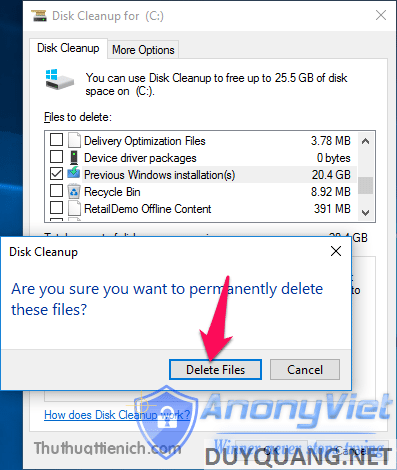 Disk Cleanup for (C:)
Disk Cleanup
More Options
You can use Disk Cleanup to free up to 25.5 GB of disk
space on (C:).
Files to delete:
Delivery Optimization Files 3.78 MB
Device driver packages 0 bytes
Previous Windows installation(s) 20.4 GB
Recycle Bin 8.92 MB
RetailDemo Offline Content 391 MB
Disk Cleanup
Are you sure you want to permanently delete
these files?
Delete Files
Cancel
How does Disk Cleanup work?
AnonyViet
Thuthuattienich.com
DUYQUANG.NET